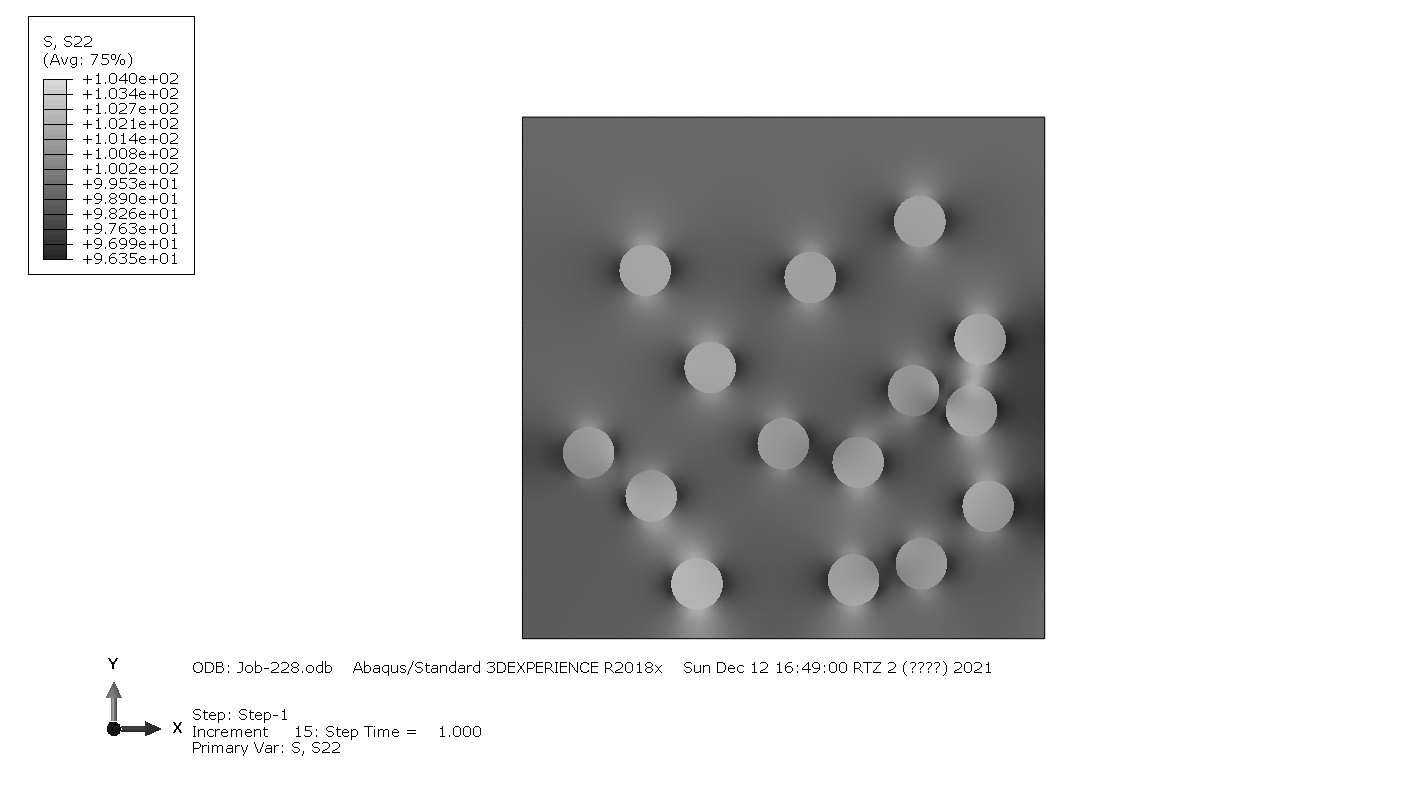 S, S22
(Avg: 75%)
+1.040e+02
+1.034e+02
+1.027e+02
+1.021e+02
+1.014e+02
+1.008e+02
+1.002e+02
+9.953e+01
+9.890e+01
+9.826e+01
+9.763e+01
+9.699e+01
+9.635e+01
Y
X
ODB: Job-228.odb    Abaqus/Standard 3DEXPERIENCE R2018x    Sun Dec 12 16:49:00 RTZ 2 (????) 2021
Step: Step-1
Increment     15: Step Time =    1.000
Primary Var: S, S22